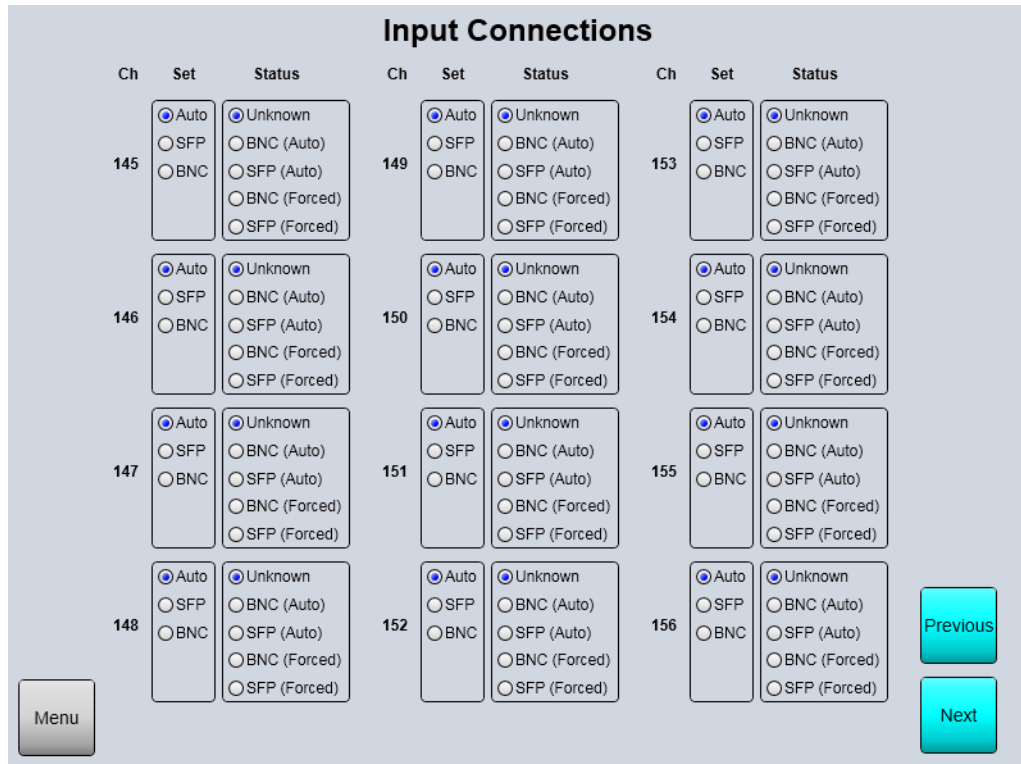 Input Connections
Ch Set Status Ch Set Status Ch Set Status
Auto Unknown Auto Unknown Auto Unknown
SFP BNC (Auto) SFP BNC (Auto) SFP BNC (Auto)
145 BNC SFP (Auto) 149 BNC SFP (Auto) 153 BNC SFP (Auto)
BNC (Forced) BNC (Forced) BNC (Forced)
SFP (Forced) SFP (Forced) SFP (Forced)
Auto Unknown Auto Unknown Auto Unknown
SFP BNC (Auto) SFP BNC (Auto) SFP BNC (Auto)
146 BNC SFP (Auto) 150 BNC SFP (Auto) 154 BNC SFP (Auto)
BNC (Forced) BNC (Forced) BNC (Forced)
SFP (Forced) SFP (Forced) SFP (Forced)
Auto Unknown Auto Unknown Auto Unknown
SFP BNC (Auto) SFP BNC (Auto) SFP BNC (Auto)
147 BNC SFP (Auto) 151 BNC SFP (Auto) 155 BNC SFP (Auto)
BNC (Forced) BNC (Forced) BNC (Forced)
SFP (Forced) SFP (Forced) SFP (Forced)
Auto Unknown Auto Unknown Auto Unknown
SFP BNC (Auto) SFP BNC (Auto) SFP BNC (Auto)
148 BNC SFP (Auto) 152 BNC SFP (Auto) 156 BNC SFP (Auto)
BNC (Forced) BNC (Forced) BNC (Forced)
SFP (Forced) SFP (Forced) SFP (Forced)
Previous
Menu
Next